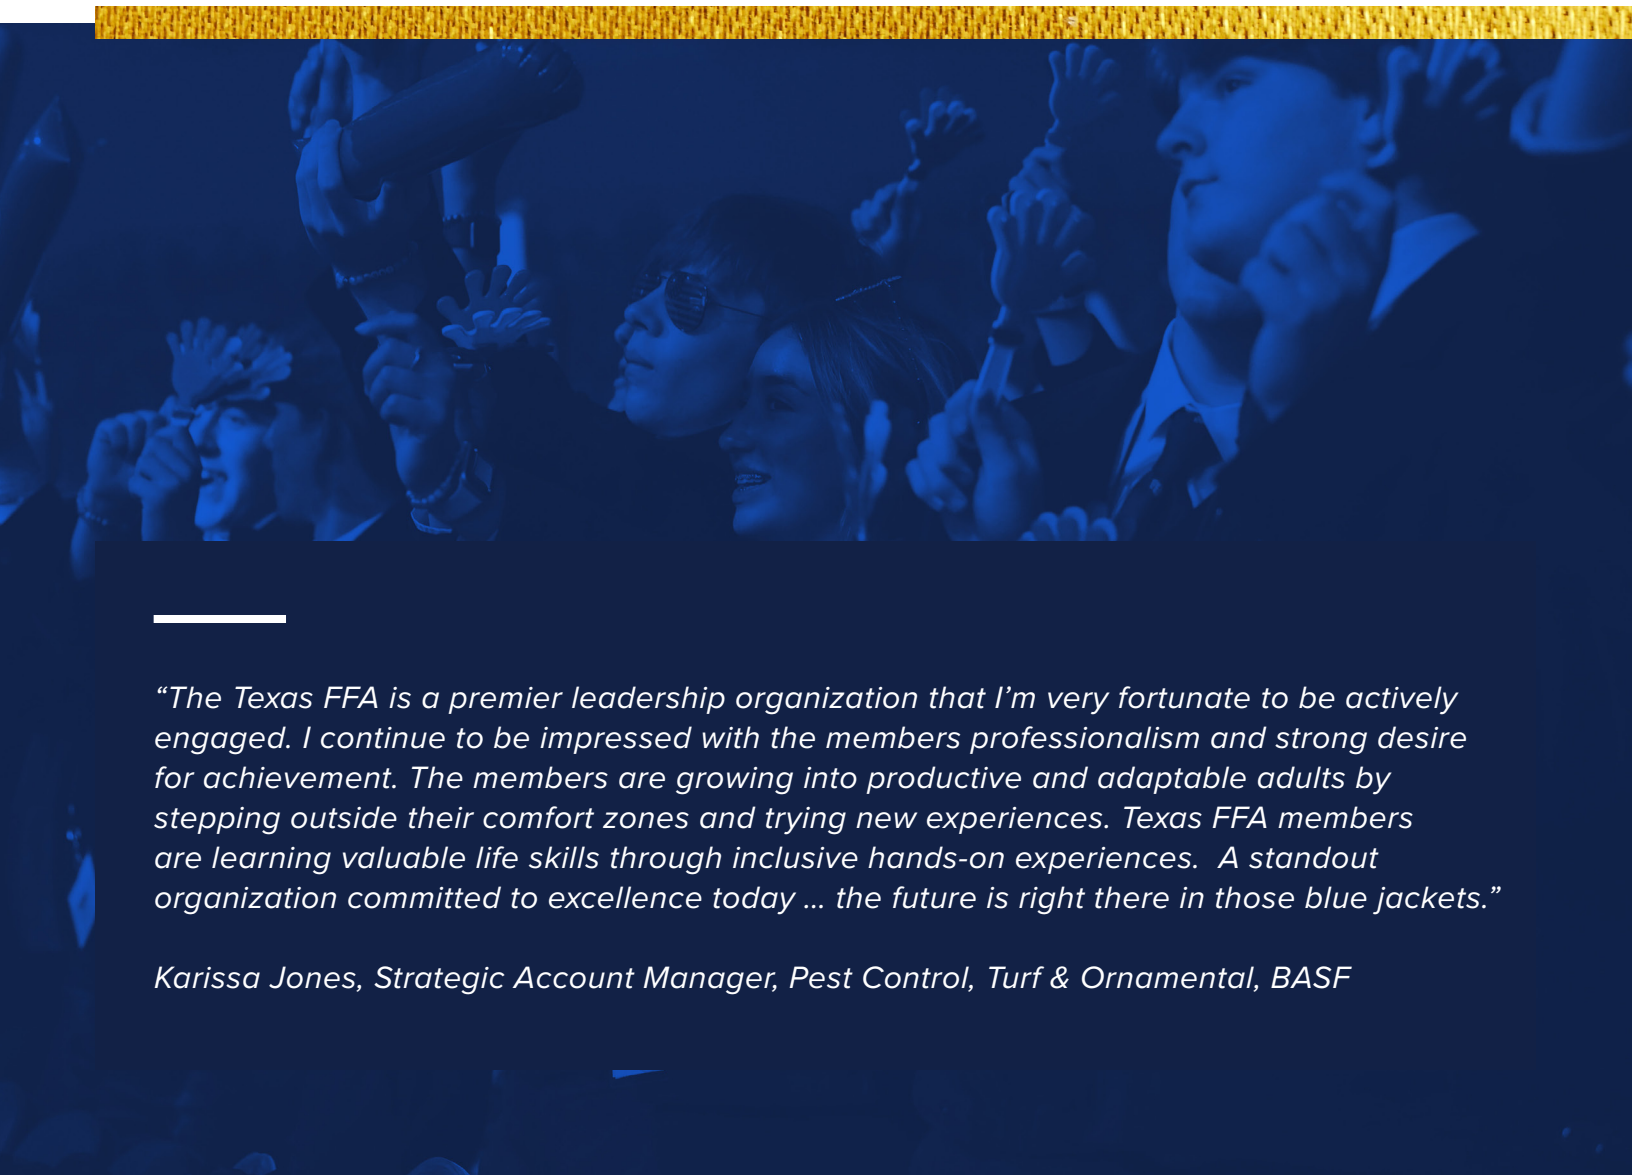 “The Texas FFA is a premier leadership organization that I’m very fortunate to be actively
engaged. I continue to be impressed with the members professionalism and strong desire
for achievement. The members are growing into productive and adaptable adults by
stepping outside their comfort zones and trying new experiences. Texas FFA members
are learning valuable life skills through inclusive hands-on experiences.  A standout
organization committed to excellence today ... the future is right there in those blue jackets.”
Karissa Jones, Strategic Account Manager, Pest Control, Turf & Ornamental, BASF